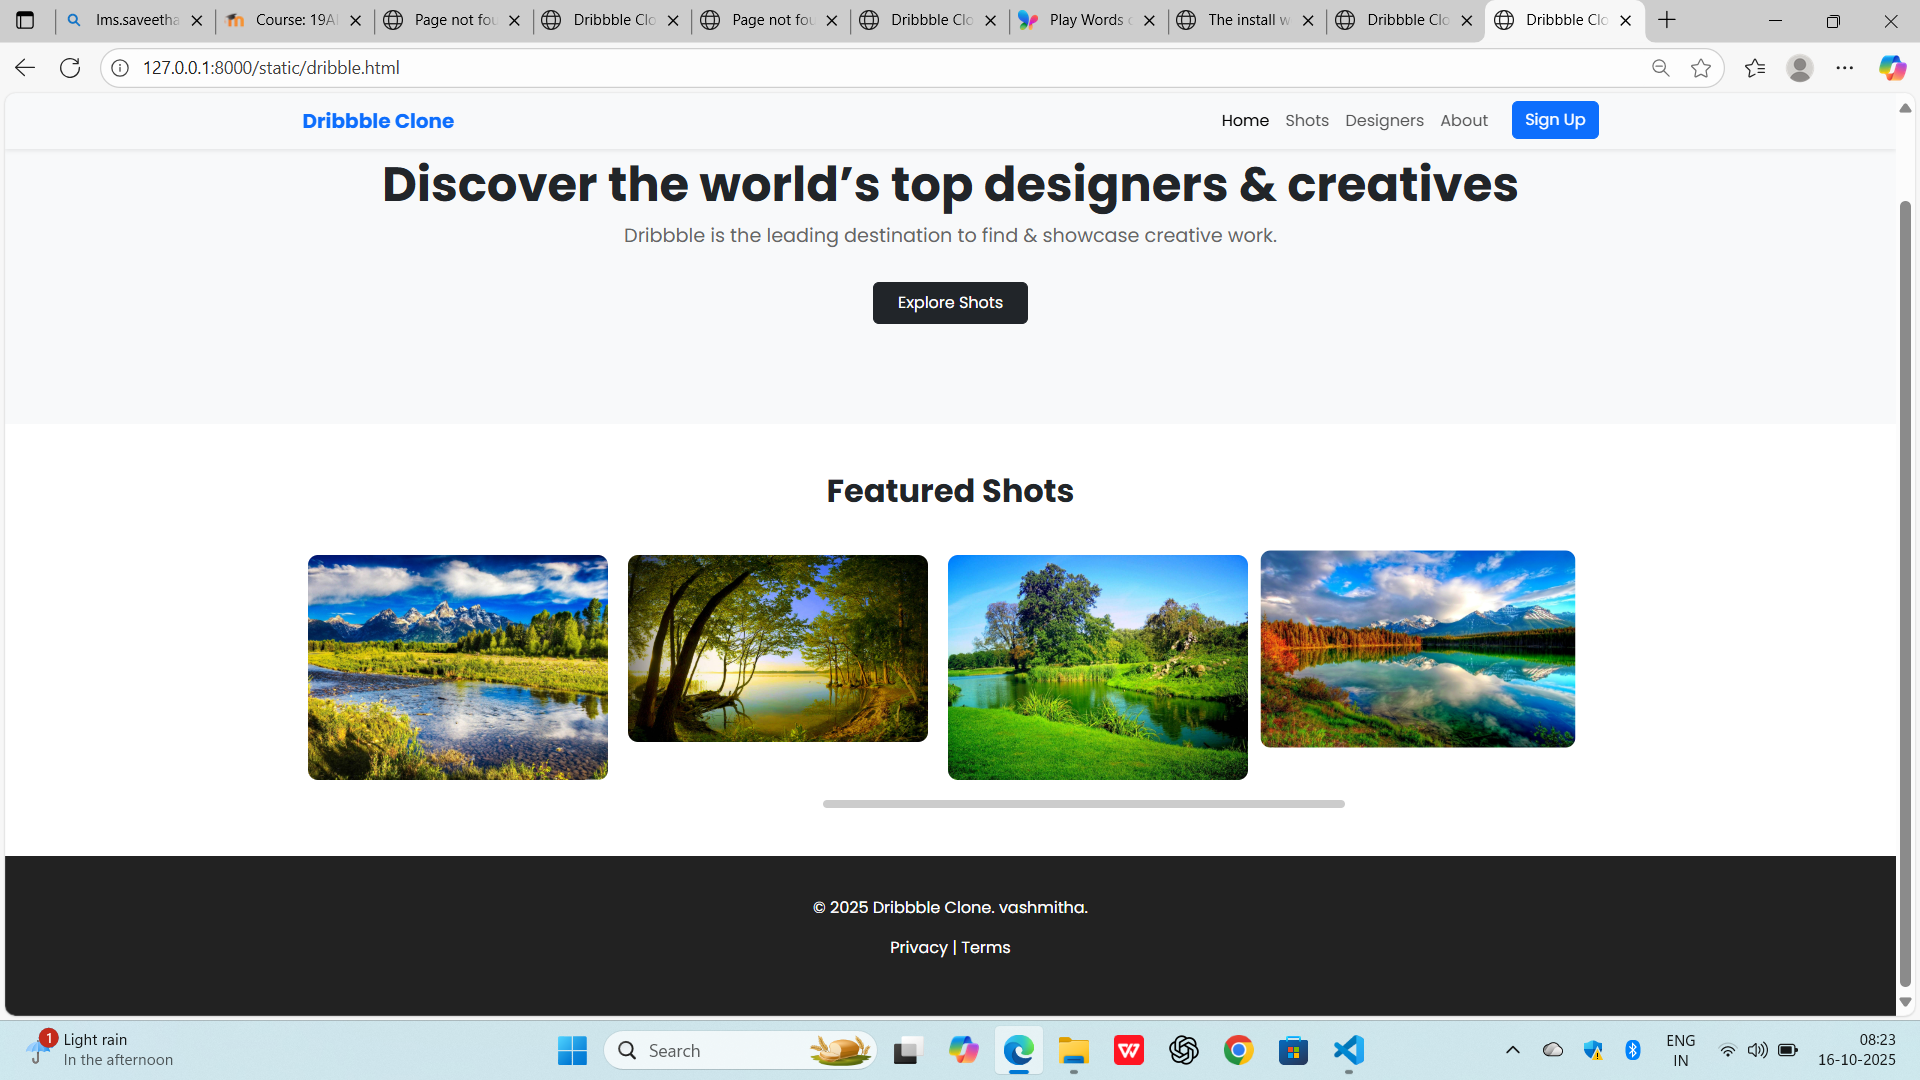 lms.saveetha
Course: 19AI
Page not fou
Dribbble Clo
Page not fou
Dribbble Clo
Play Words o
The install w
Dribbble Clo
Dribbble Clo
127.0.0.1:8000/static/dribble.html
Dribbble Clone
Home Shots Designers About Sign Up
Discover the world’s top designers & creatives
Dribbble is the leading destination to find & showcase creative work.
Explore Shots
Featured Shots
© 2025 Dribbble Clone. vashmitha.
Privacy | Terms
1
Light rain
In the afternoon
Search
W
ENG
IN
08:23
16-10-2025